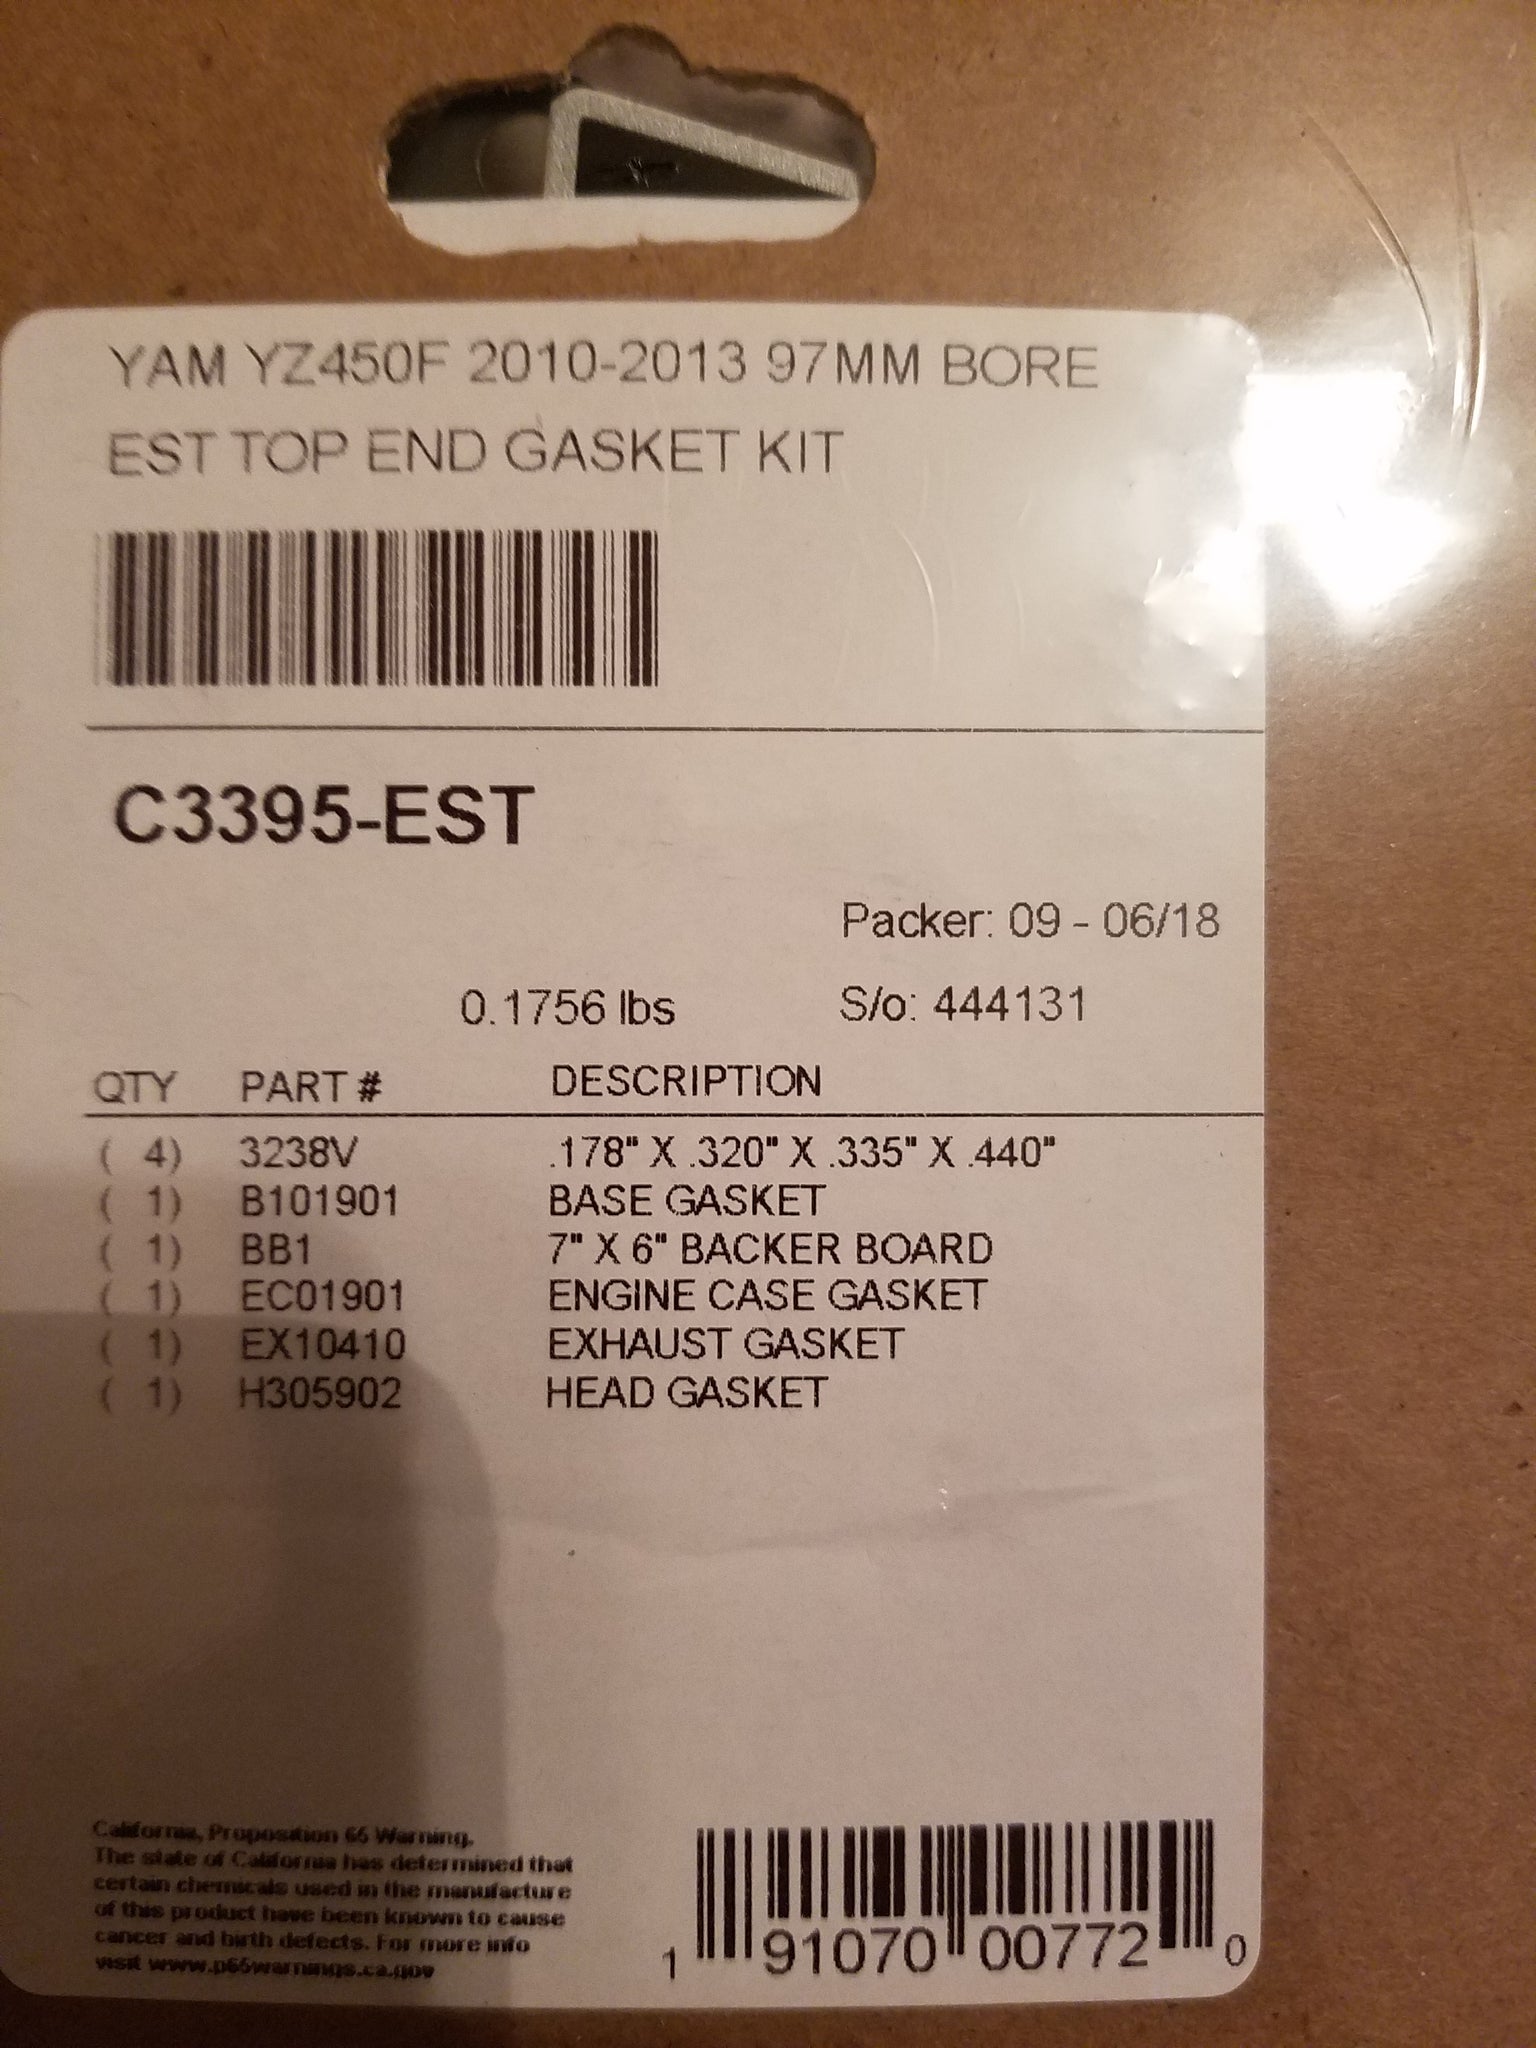 YAM YZ450F 2010-2013 97MM BORE
EST TOP END GASKET KIT
C3395-EST
Packer: 09 - 06/18
0.1756 lbs S/o: 444131
QTY PART # DESCRIPTION
( 4) 3238V .178" X .320" X .335" X .440"
( 1) B101901 BASE GASKET
( 1) BB1 7" X 6" BACKER BOARD
( 1) EC01901 ENGINE CASE GASKET
( 1) EX10410 EXHAUST GASKET
( 1) H305902 HEAD GASKET
California, Proposition 65 Warning.
The state of California has determined that
certain chemicals used in the manufacture
of this product have been known to cause
cancer and birth defects. For more info
visit www.p65warnings.ca.gov
1 91070 00772 0